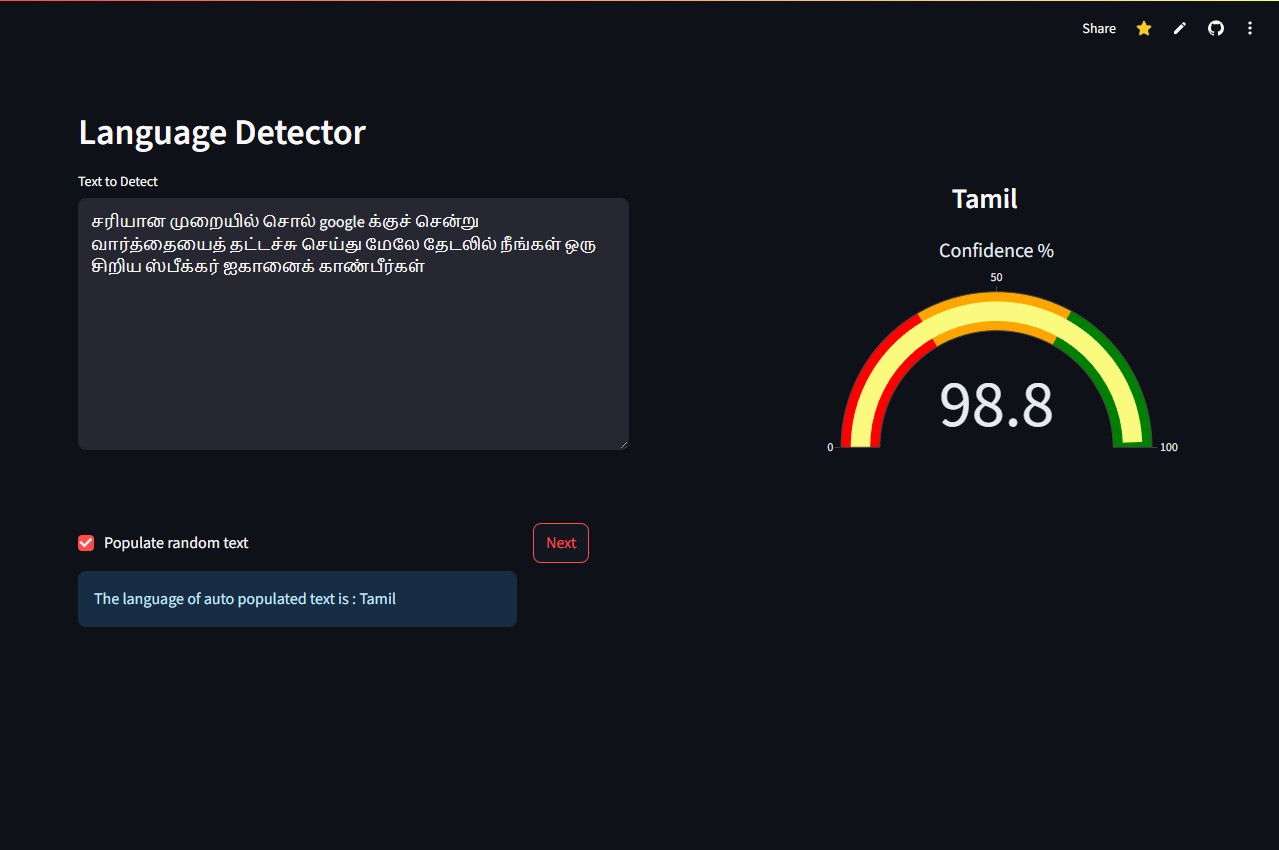 Share
Language Detector
Text to Detect
சரியான முறையில் சொல் google க்குச் சென்று
வார்த்தையைத் தட்டச்சு செய்து மேலே தேடலில் நீங்கள் ஒரு
சிறிய ஸ்பீக்கர் ஐகானைக் காண்பீர்கள்
Tamil
Confidence %
50
98.8
0
100
Populate random text
Next
The language of auto populated text is : Tamil